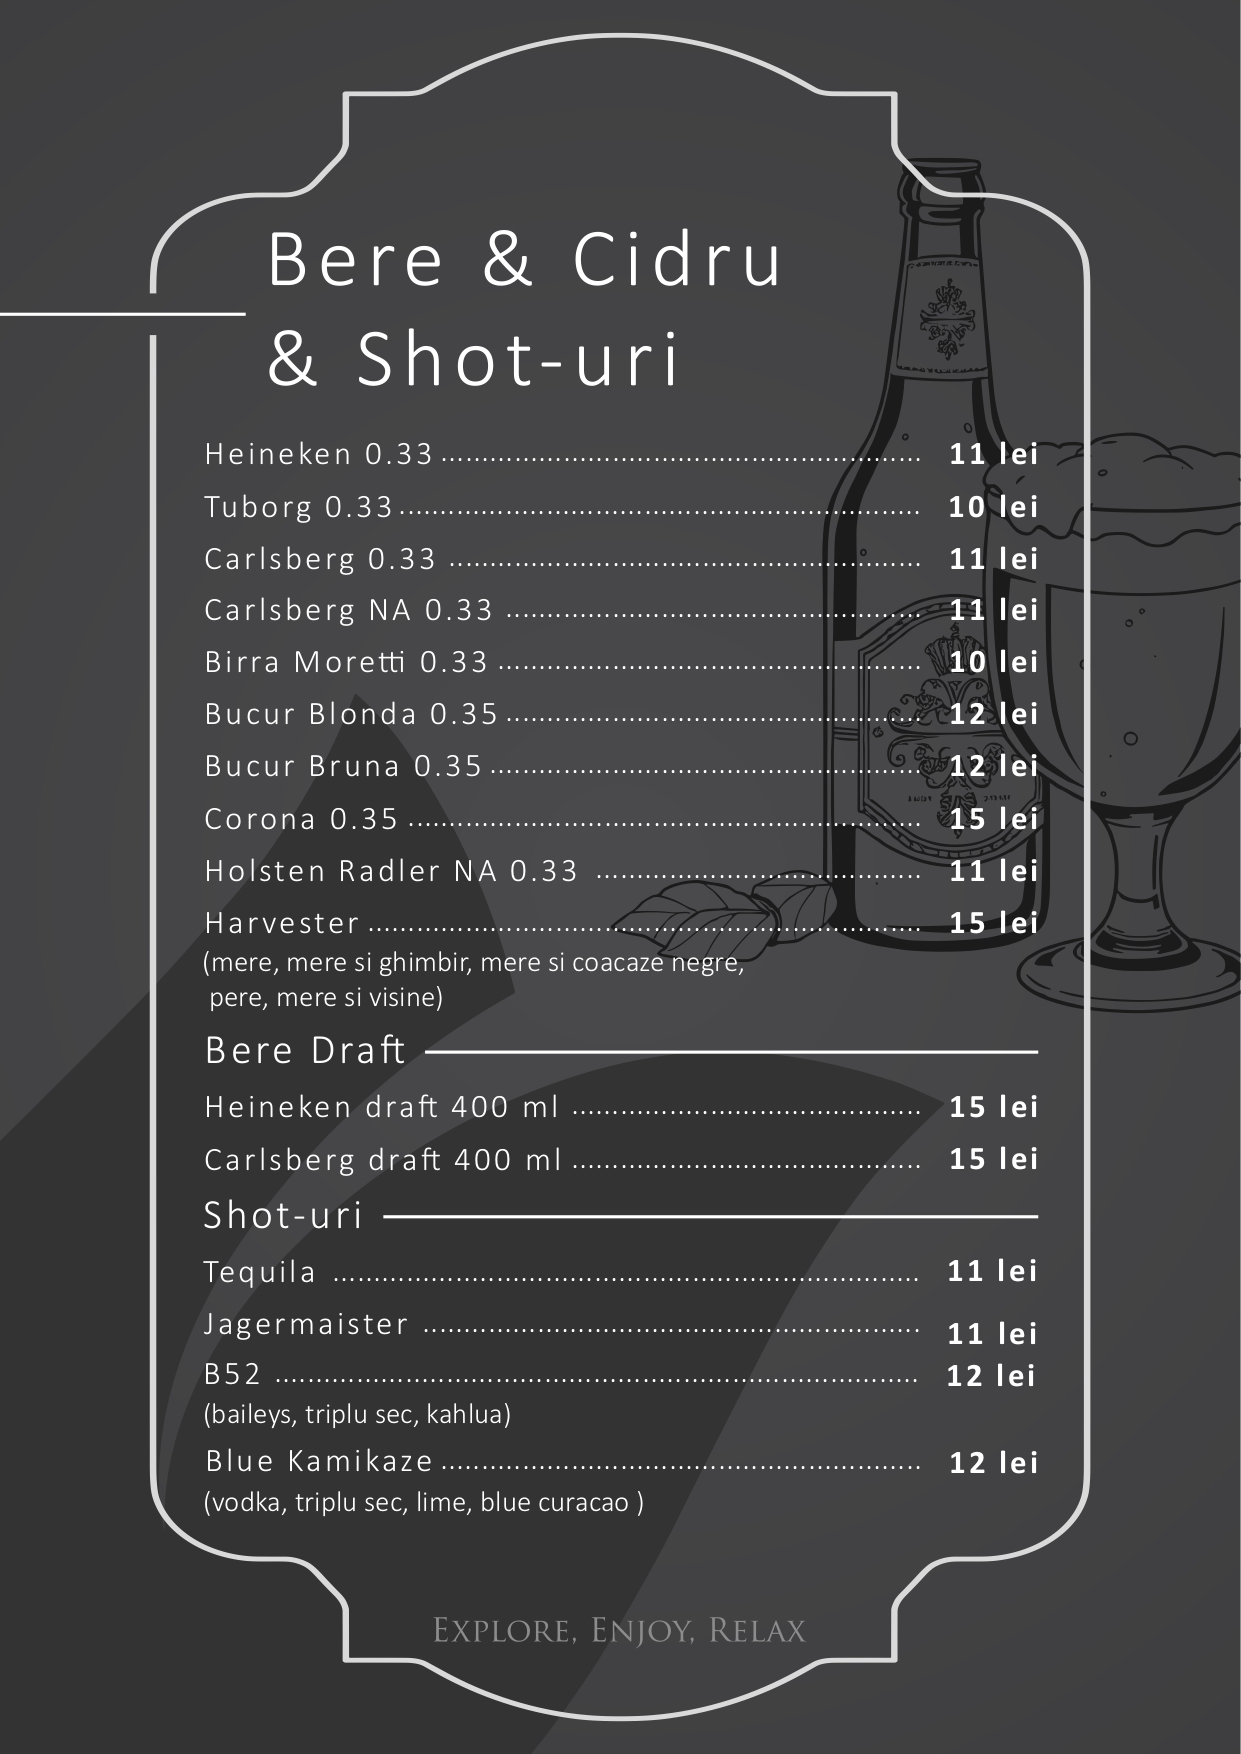 Bere & Cidru
& Shot-uri
Heineken 0.33 ........ 11 lei
Tuborg 0.33 ........ 10 lei
Carlsberg 0.33 ........ 11 lei
Carlsberg NA 0.33 ........ 11 lei
Birra Moretti 0.33 ........ 10 lei
Bucur Blonda 0.35 ........ 12 lei
Bucur Bruna 0.35 ........ 12 lei
Corona 0.35 ........ 15 lei
Holsten Radler NA 0.33 ........ 11 lei
Harvester ........ 15 lei
(mere, mere si ghimbir, mere si coacaze negre,
pere, mere si visine)
Bere Draft
Heineken draft 400 ml ........ 15 lei
Carlsberg draft 400 ml ........ 15 lei
Shot-uri
Tequila ........ 11 lei
Jagermaister ........ 11 lei
B52 ........ 12 lei
(baileys, triplu sec, kahlua)
Blue Kamikaze ........ 12 lei
(vodka, triplu sec, lime, blue curacao )
Explore, Enjoy, Relax